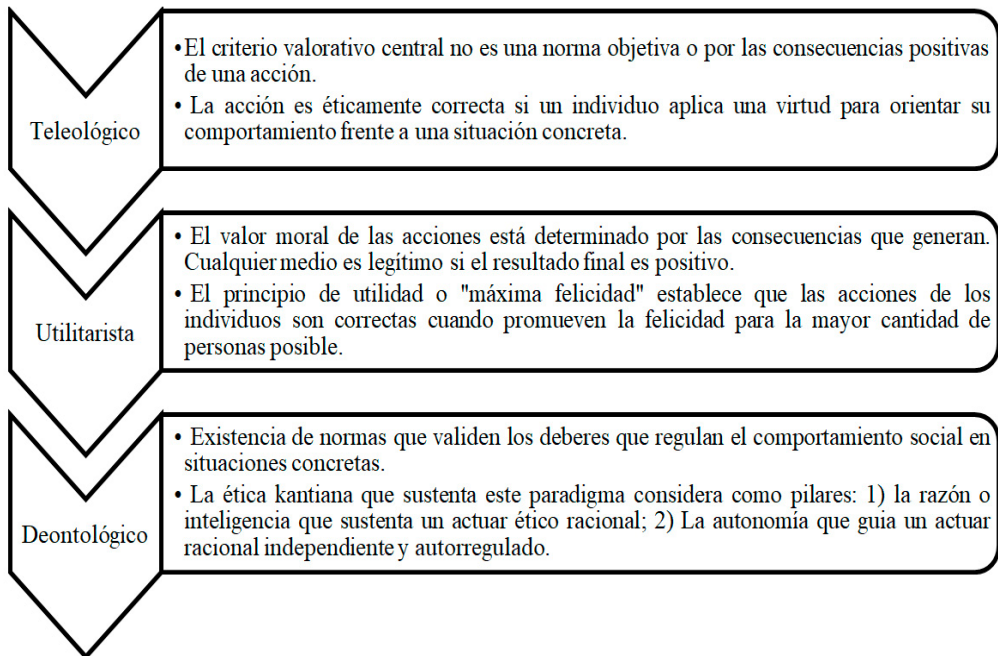 Teleológico
•El criterio valorativo central no es una norma objetiva o por las consecuencias positivas
de una acción.
• La acción es éticamente correcta si un individuo aplica una virtud para orientar su
comportamiento frente a una situación concreta.
Utilitarista
• El valor moral de las acciones está determinado por las consecuencias que generan.
Cualquier medio es legítimo si el resultado final es positivo.
• El principio de utilidad o "máxima felicidad" establece que las acciones de los
individuos son correctas cuando promueven la felicidad para la mayor cantidad de
personas posible.
Deontológico
• Existencia de normas que validen los deberes que regulan el comportamiento social en
situaciones concretas.
• La ética kantiana que sustenta este paradigma considera como pilares: 1) la razón o
inteligencia que sustenta un actuar ético racional; 2) La autonomía que guia un actuar
racional independiente y autorregulado.